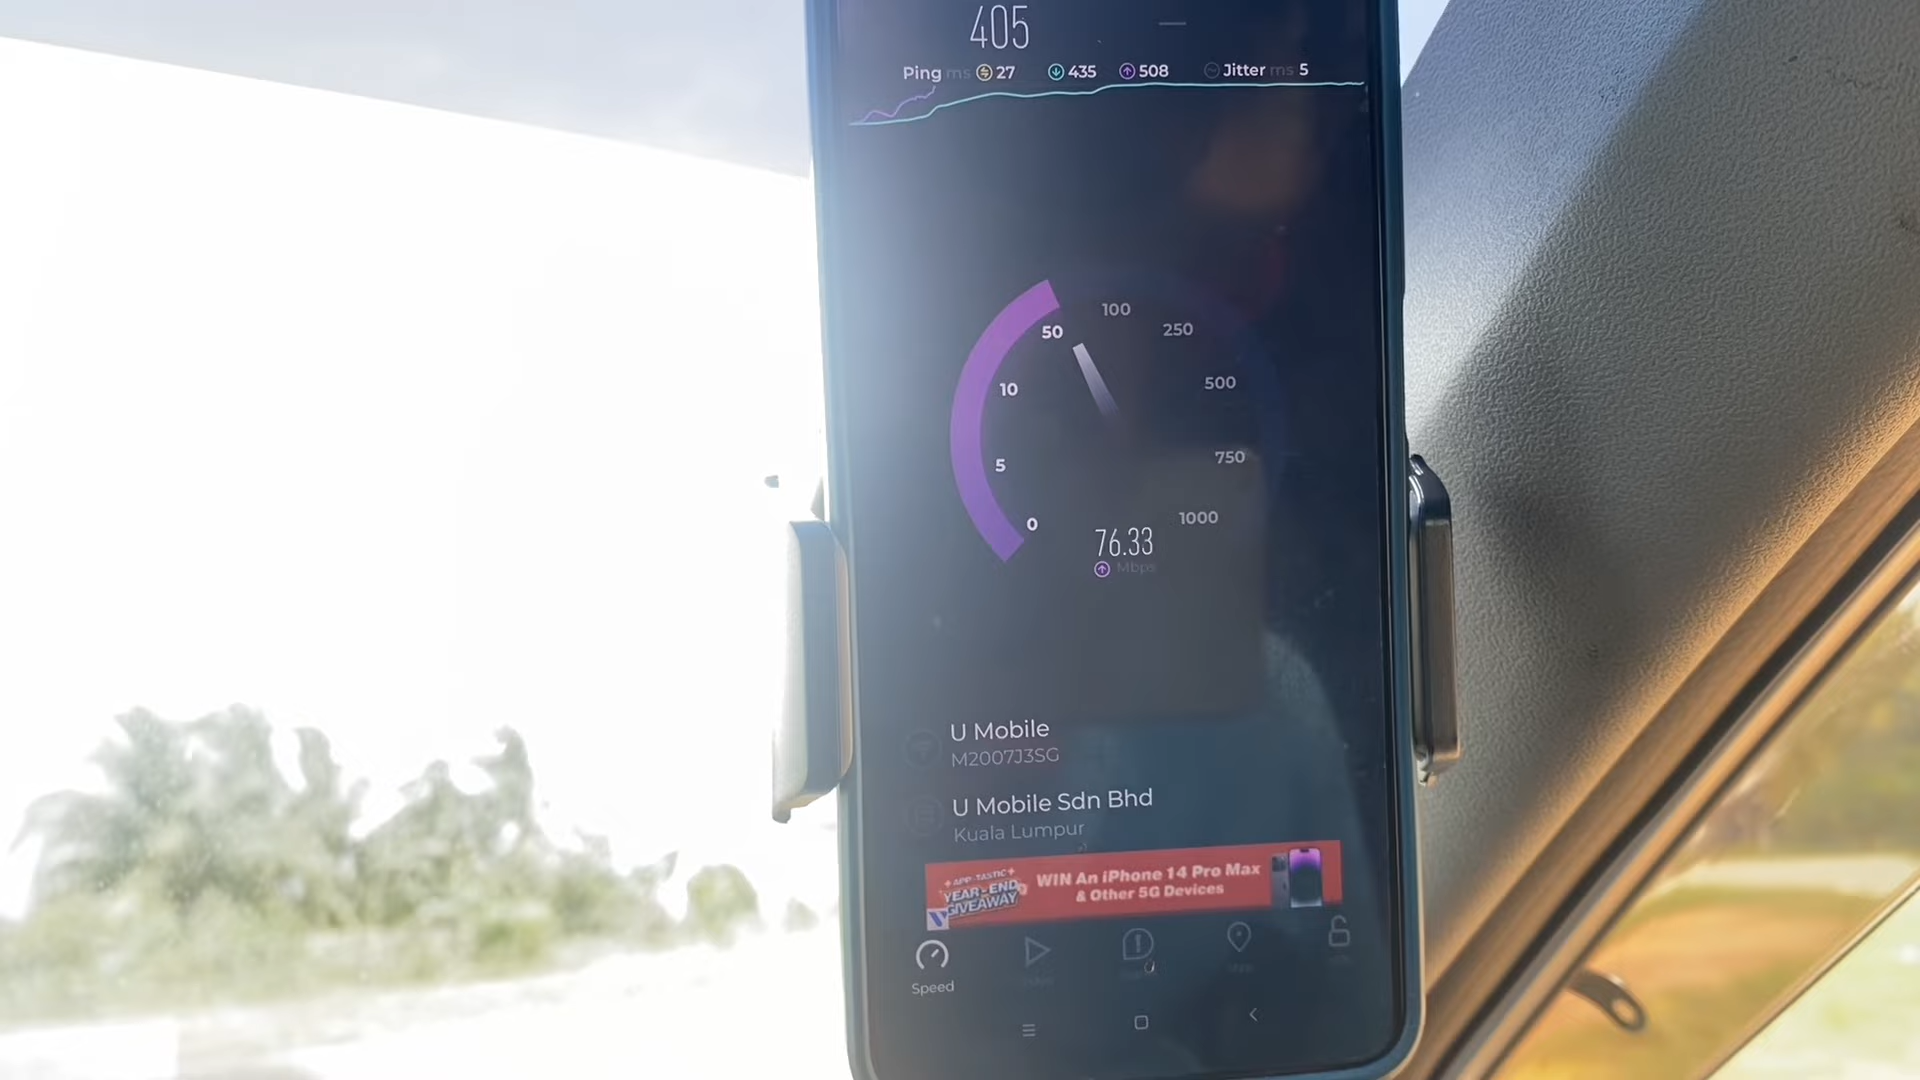 405 —
Ping ms 27 435 508 Jitter ms 5
0
5
10
50
100
250
500
750
1000
76.33
Mbps
U Mobile
M2007J3SG
U Mobile Sdn Bhd
Kuala Lumpur
APP-TASTIC
YEAR-END
GIVEAWAY
WIN An iPhone 14 Pro Max
& Other 5G Devices
Speed